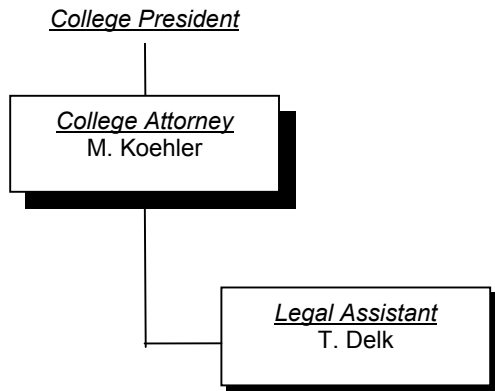 College President
College Attorney
M. Koehler
Legal Assistant
T. Delk